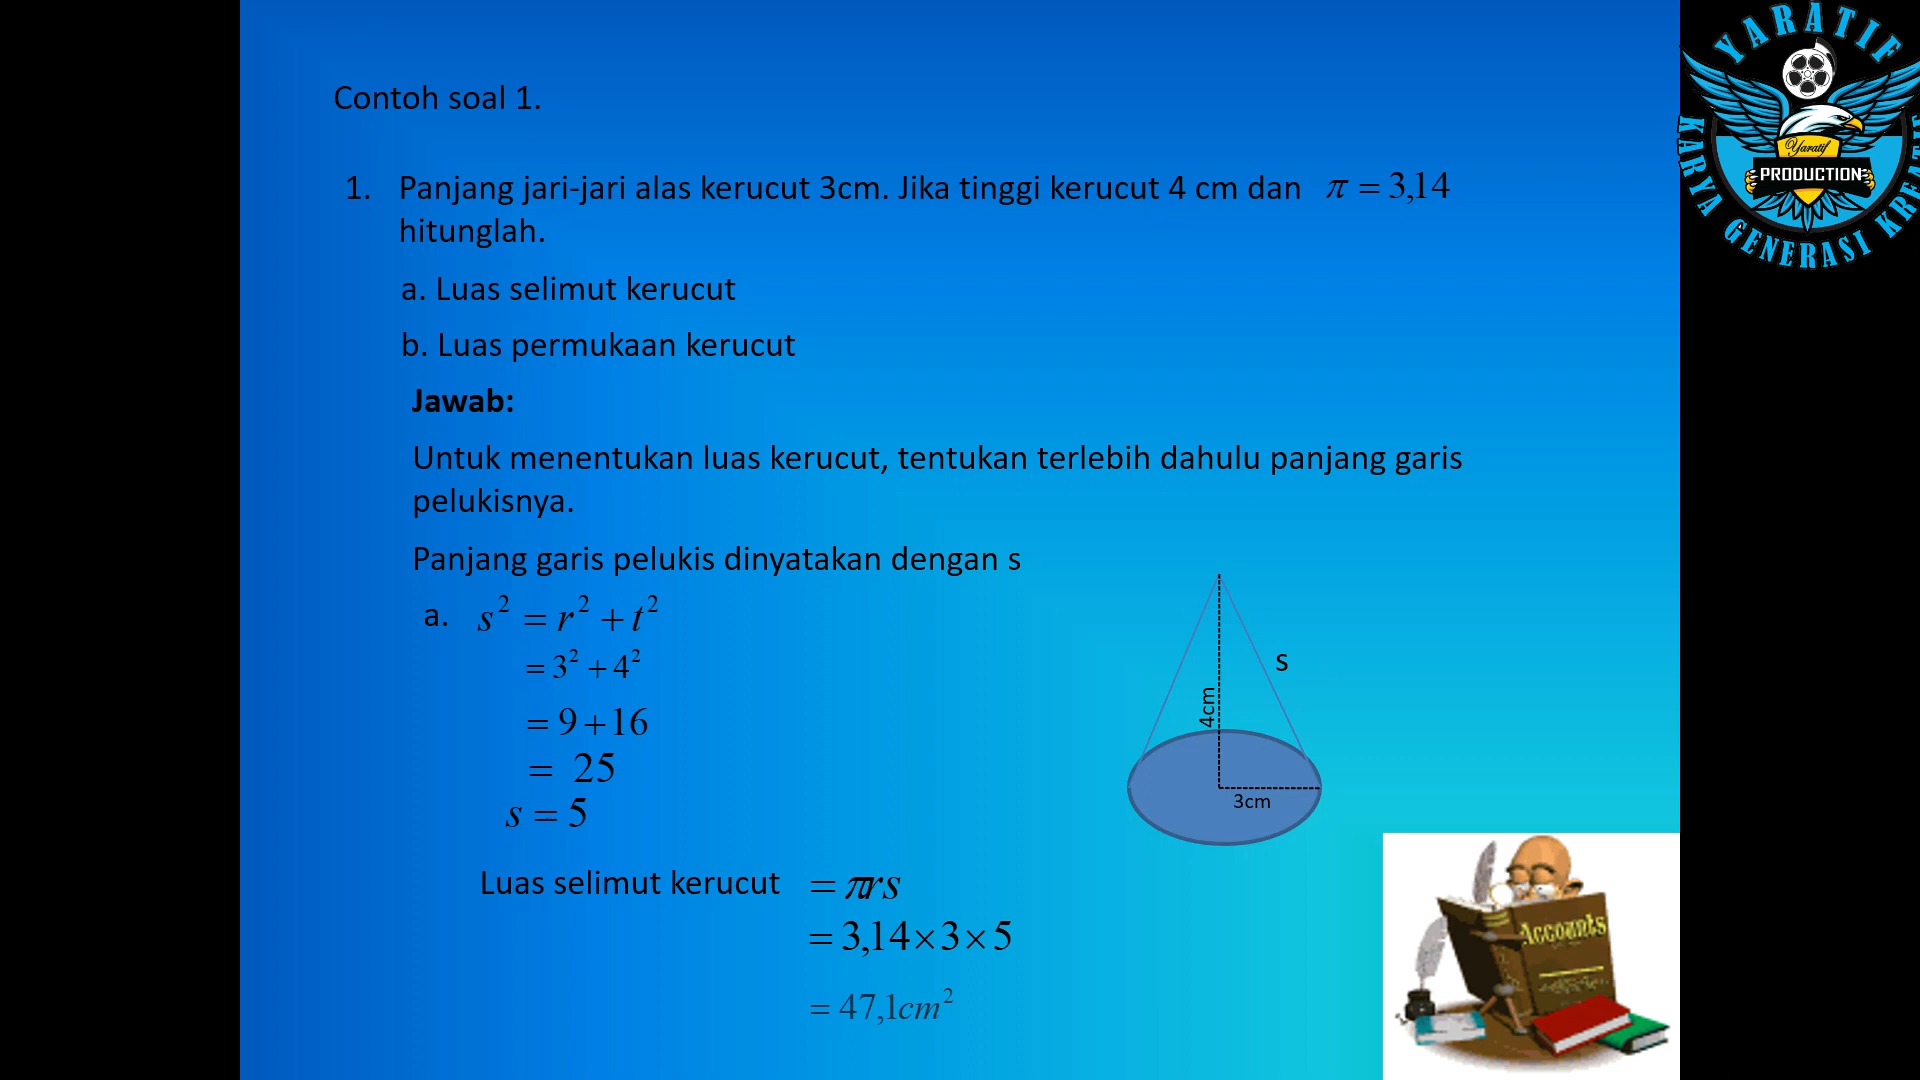 Contoh soal 1.
1. Panjang jari-jari alas kerucut 3cm. Jika tinggi kerucut 4 cm dan π = 3,14
hitunglah.
a. Luas selimut kerucut
b. Luas permukaan kerucut
Jawab:
Untuk menentukan luas kerucut, tentukan terlebih dahulu panjang garis
pelukisnya.
Panjang garis pelukis dinyatakan dengan s
a. s² = r² + t²
= 3² + 4²
= 9 + 16
= 25
s = 5
s
4cm
3cm
Luas selimut kerucut = πrs
= 3,14 × 3 × 5
= 47,1cm²
Accounts
YARATIF
Yaratif
PRODUCTION
KARYA GENERASI KREATIF